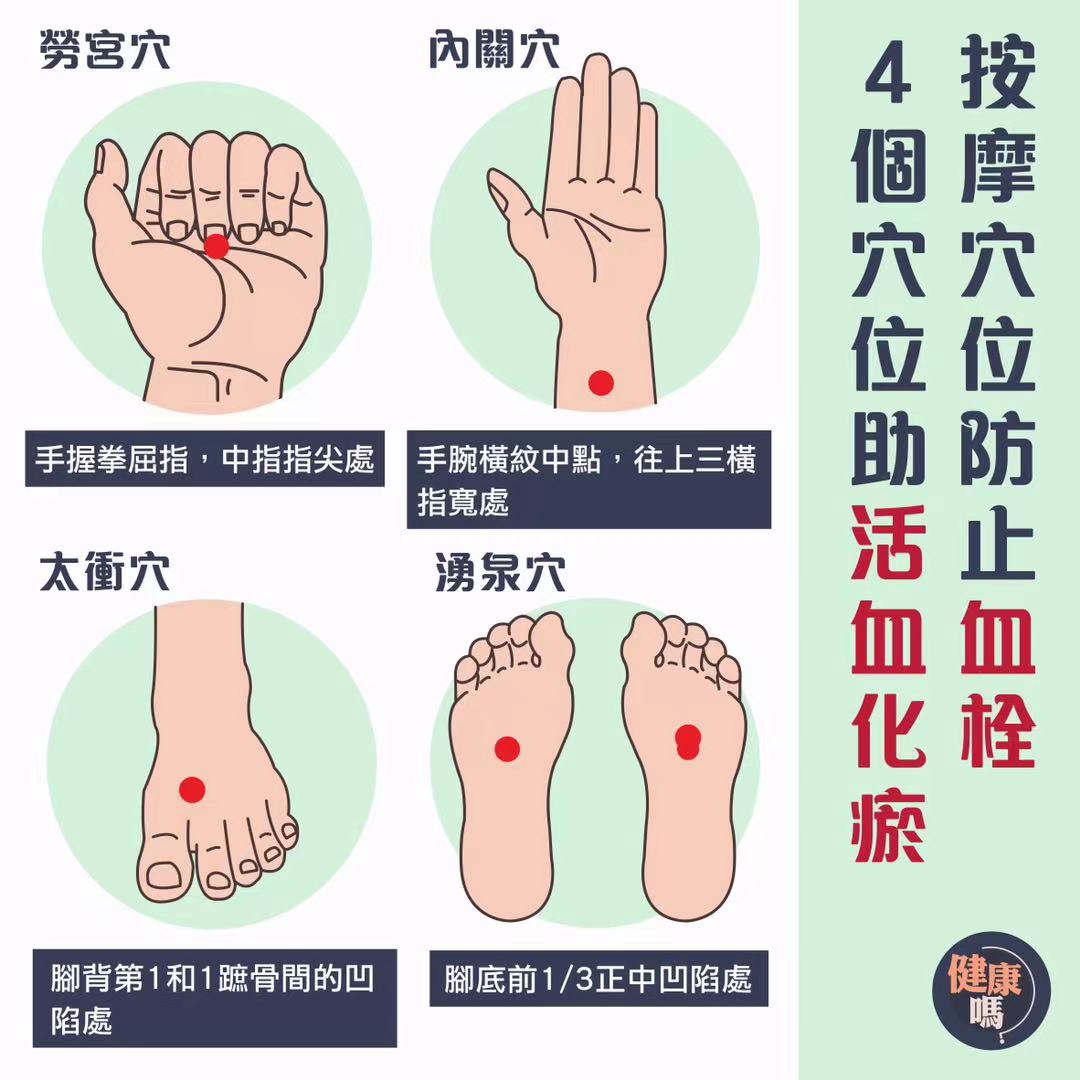 按摩穴位防止血栓
4個穴位助活血化瘀
勞宮穴
手握拳屈指，中指指尖處
內關穴
手腕橫紋中點，往上三橫
指寬處
太衝穴
腳背第1和1蹠骨間的凹
陷處
湧泉穴
腳底前1/3正中凹陷處
健康
嗎?